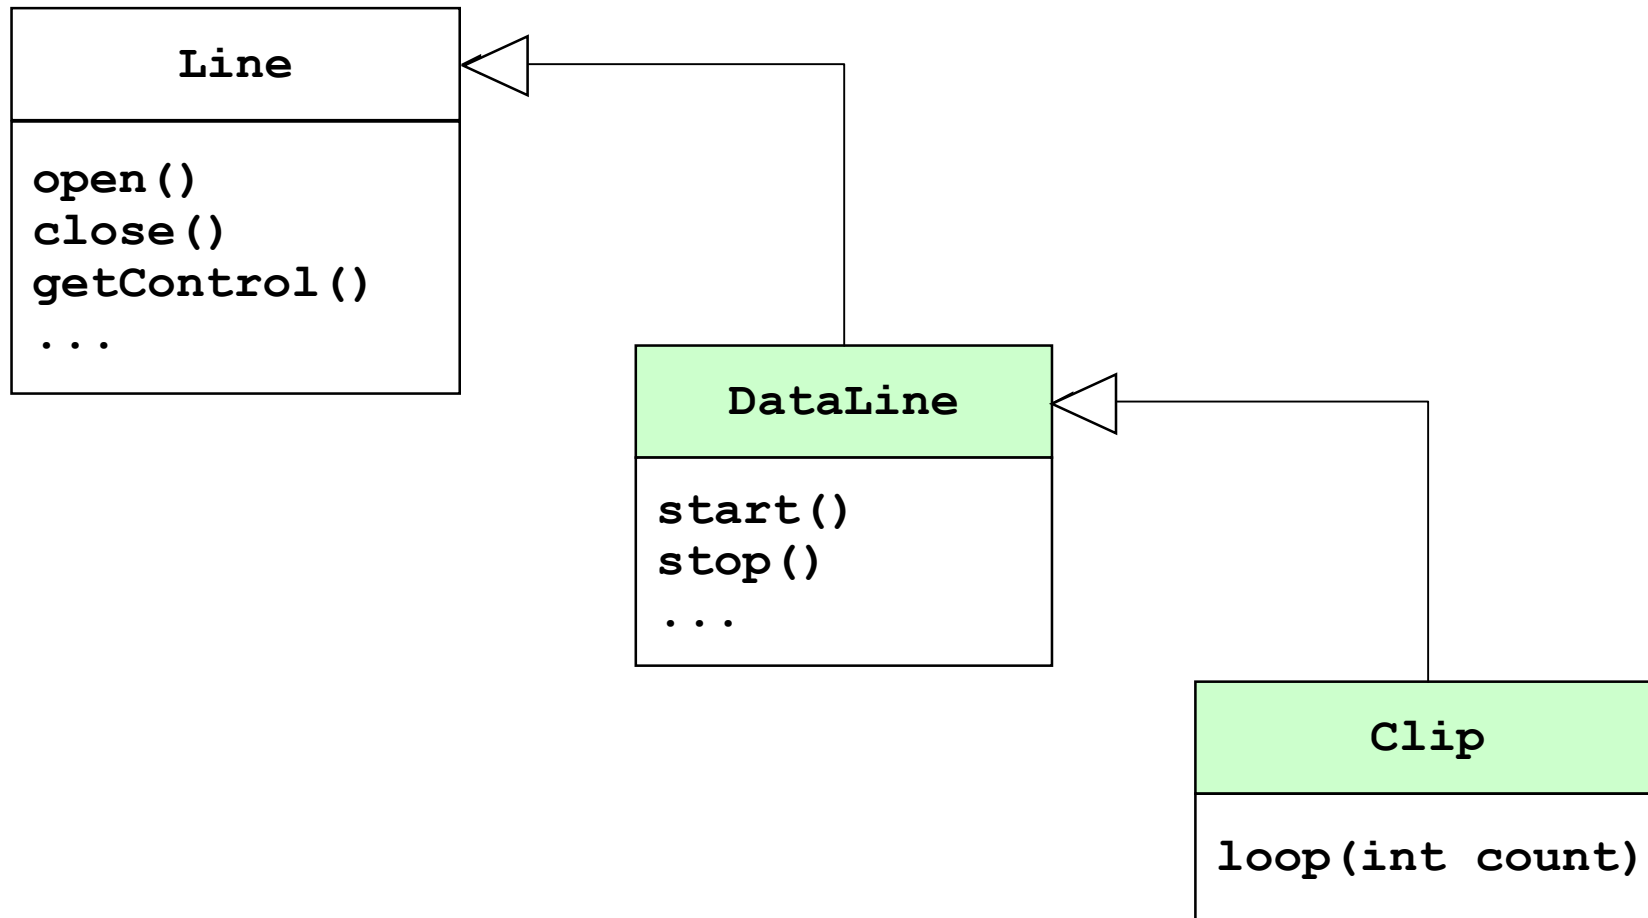 Line
open()
close()
getControl()
...
DataLine
start()
stop()
...
Clip
loop(int count)